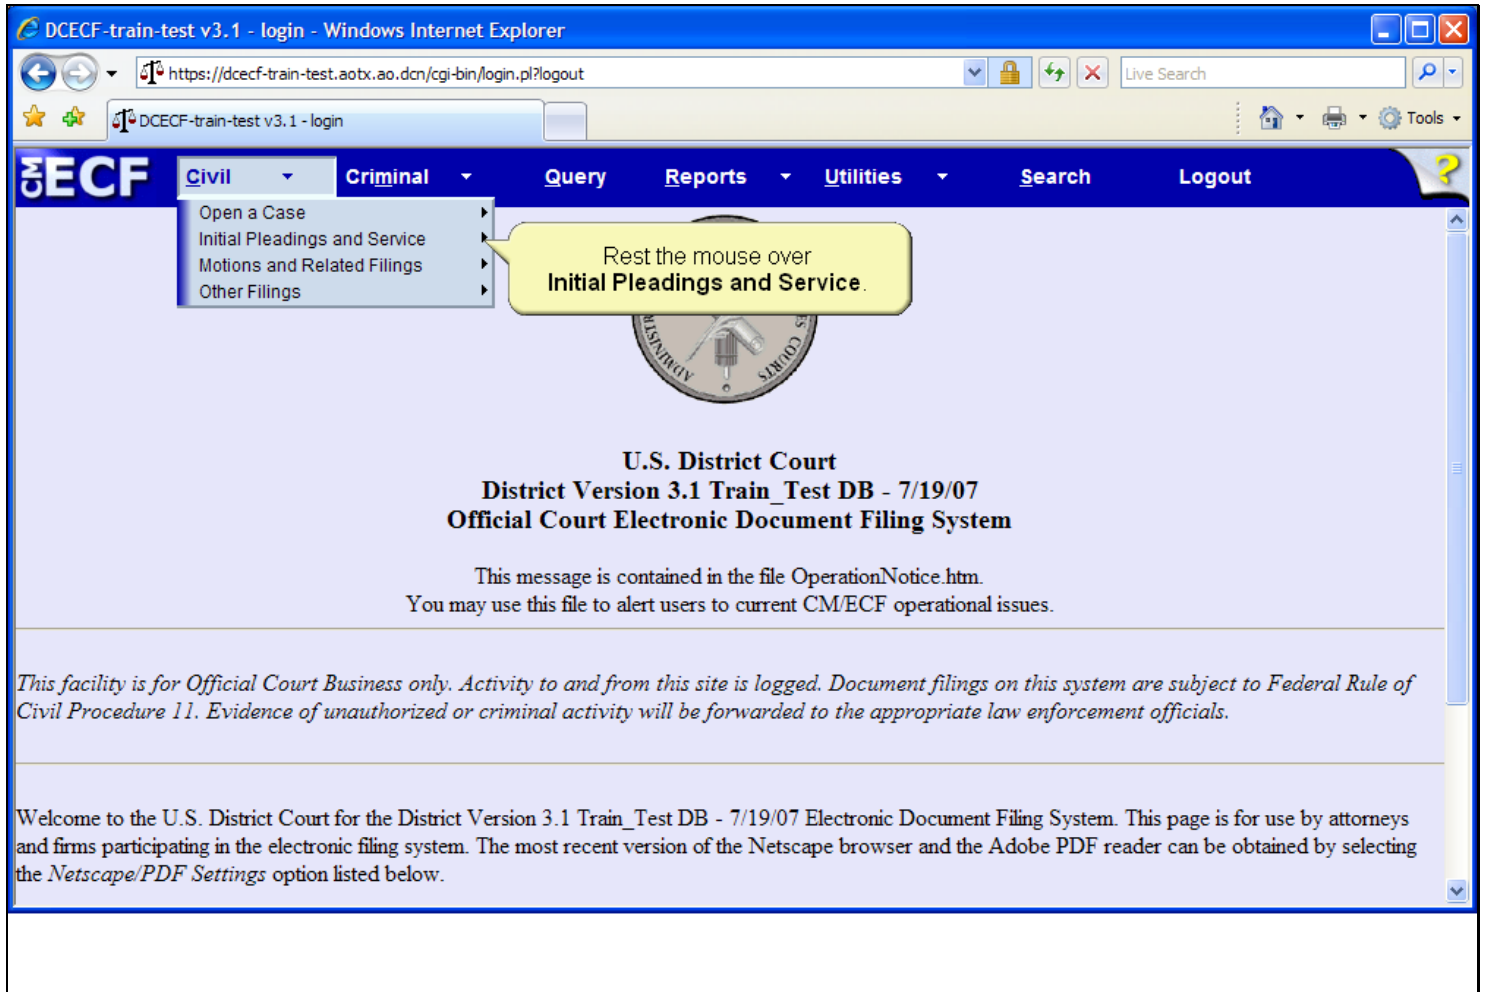 DCECF-train-test v3.1 - login - Windows Internet Explorer
https://dcecf-train-test.aotx.ao.dcn/cgi-bin/login.pl?logout
Live Search
DCECF-train-test v3.1 - login
Tools
CM ECF
Civil Criminal Query Reports Utilities Search Logout ?
Open a Case
Initial Pleadings and Service
Motions and Related Filings
Other Filings
Rest the mouse over
Initial Pleadings and Service.
COURTS
U.S. District Court
District Version 3.1 Train_Test DB - 7/19/07
Official Court Electronic Document Filing System
This message is contained in the file OperationNotice.htm.
You may use this file to alert users to current CM/ECF operational issues.
This facility is for Official Court Business only. Activity to and from this site is logged. Document filings on this system are subject to Federal Rule of
Civil Procedure 11. Evidence of unauthorized or criminal activity will be forwarded to the appropriate law enforcement officials.
Welcome to the U.S. District Court for the District Version 3.1 Train_Test DB - 7/19/07 Electronic Document Filing System. This page is for use by attorneys
and firms participating in the electronic filing system. The most recent version of the Netscape browser and the Adobe PDF reader can be obtained by selecting
the Netscape/PDF Settings option listed below.